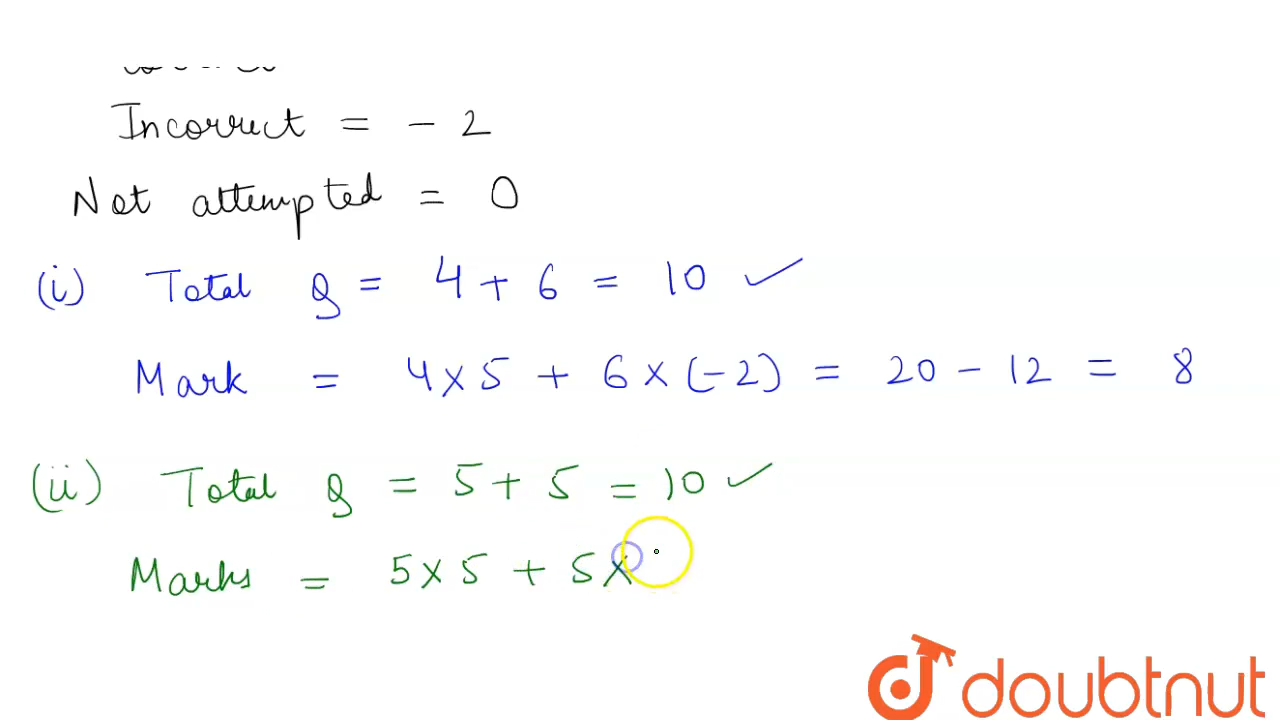 Incorrect = - 2
Not attempted = 0
(i) Total Q = 4 + 6 = 10 ✓
Mark = 4 x 5 + 6 x (-2) = 20 - 12 = 8
(ii) Total Q = 5 + 5 = 10 ✓
Marks = 5 x 5 + 5 x
doubtnut